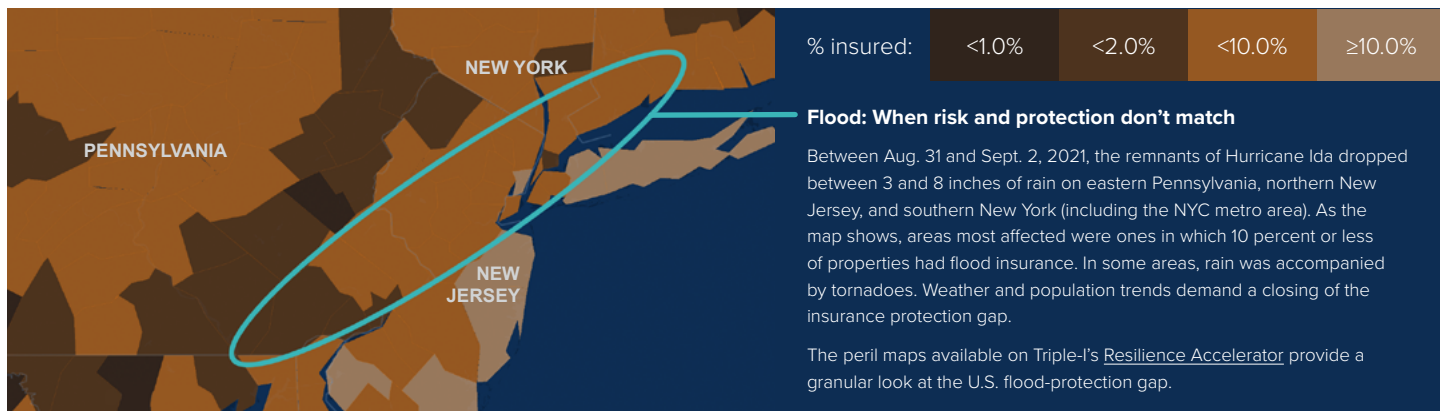 NEW YORK
PENNSYLVANIA
NEW
JERSEY
% insured: <1.0% <2.0% <10.0% ≥10.0%
Flood: When risk and protection don’t match
Between Aug. 31 and Sept. 2, 2021, the remnants of Hurricane Ida dropped
between 3 and 8 inches of rain on eastern Pennsylvania, northern New
Jersey, and southern New York (including the NYC metro area). As the
map shows, areas most affected were ones in which 10 percent or less
of properties had flood insurance. In some areas, rain was accompanied
by tornadoes. Weather and population trends demand a closing of the
insurance protection gap.
The peril maps available on Triple-I’s Resilience Accelerator provide a
granular look at the U.S. flood-protection gap.